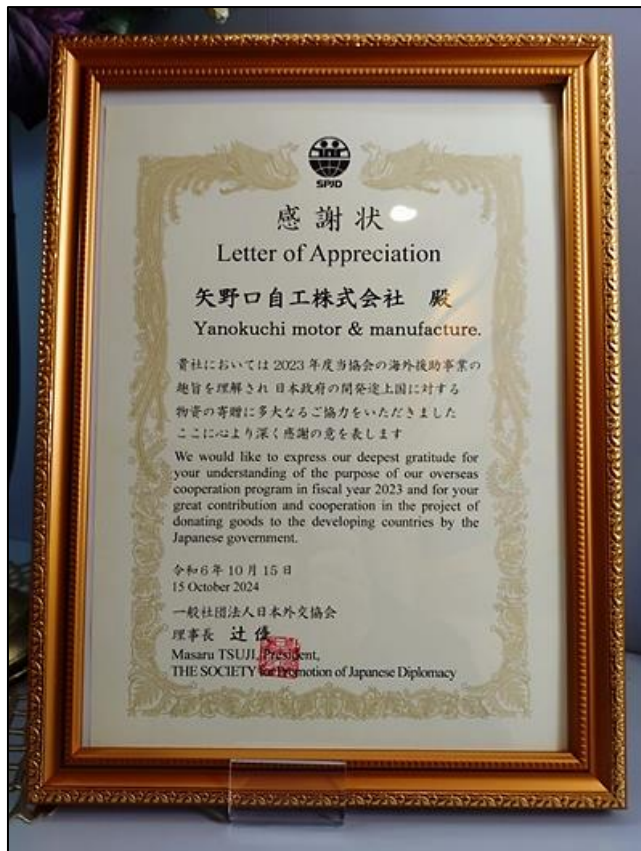 SPJD
感謝状
Letter of Appreciation
矢野口自工株式会社 殿
Yanokuchi motor & manufacture.
貴社においては2023年度当協会の海外援助事業の
趣旨を理解され 日本政府の開発途上国に対する
物資の寄贈に多大なるご協力をいただきました
ここに心より深く感謝の意を表します
We would like to express our deepest gratitude for
your understanding of the purpose of our overseas
cooperation program in fiscal year 2023 and for your
great contribution and cooperation in the project of
donating goods to the developing countries by the
Japanese government.
令和6年10月15日
15 October 2024
一般社団法人日本外交協会
理事長 辻優
Masaru TSUJI, President,
THE SOCIETY for Promotion of Japanese Diplomacy